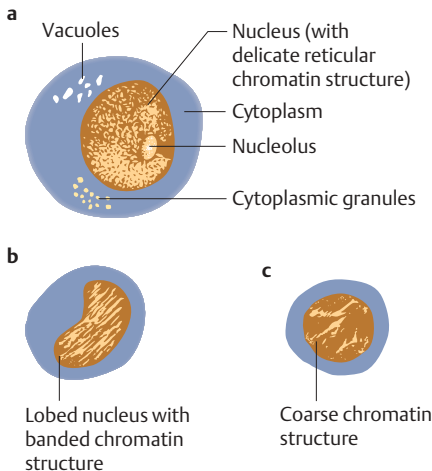 a
Vacuoles
Nucleus (with
delicate reticular
chromatin structure)
Cytoplasm
Nucleolus
Cytoplasmic granules
b
Lobed nucleus with
banded chromatin
structure
c
Coarse chromatin
structure